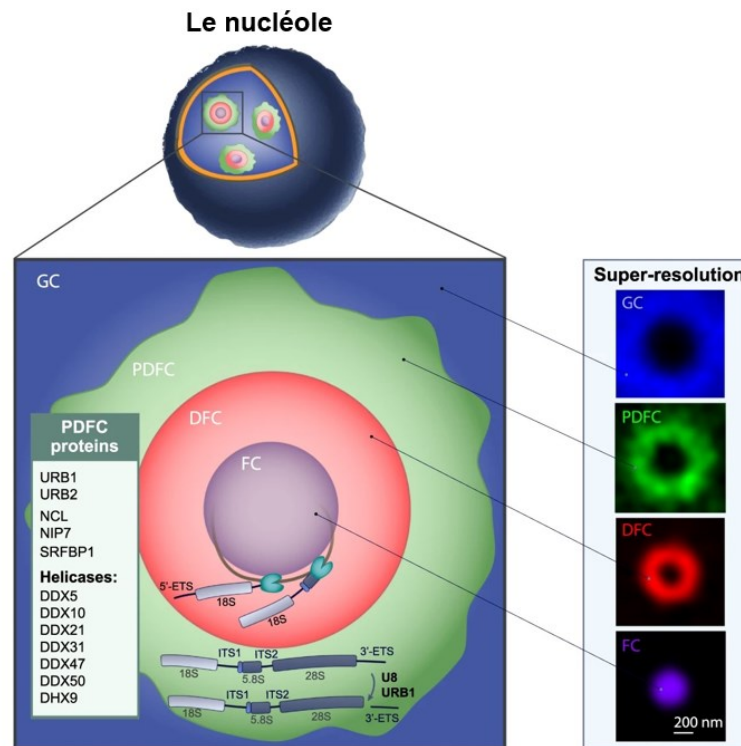 Le nucléole
GC
PDFC
DFC
FC
PDFC
proteins
URB1
URB2
NCL
NIP7
SRFBP1
Helicases:
DDX5
DDX10
DDX21
DDX31
DDX47
DDX50
DHX9
5'-ETS
18S
18S
ITS1 ITS2 3'-ETS
18S 5.8S 28S
U8
URB1
ITS1 ITS2
18S 5.8S 28S
3'-ETS
Super-resolution
GC
PDFC
DFC
FC
200 nm